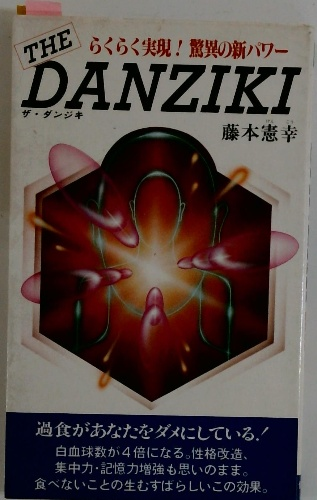 THE
らくらく実現!驚異の新パワー
DANZIKI
ザ・ダンジキ
藤本憲幸
過食があなたをダメにしている!
白血球数が4倍になる。性格改造、
集中力・記憶力増強も思いのまま。
食べないことの生むすばらしいこの効果。